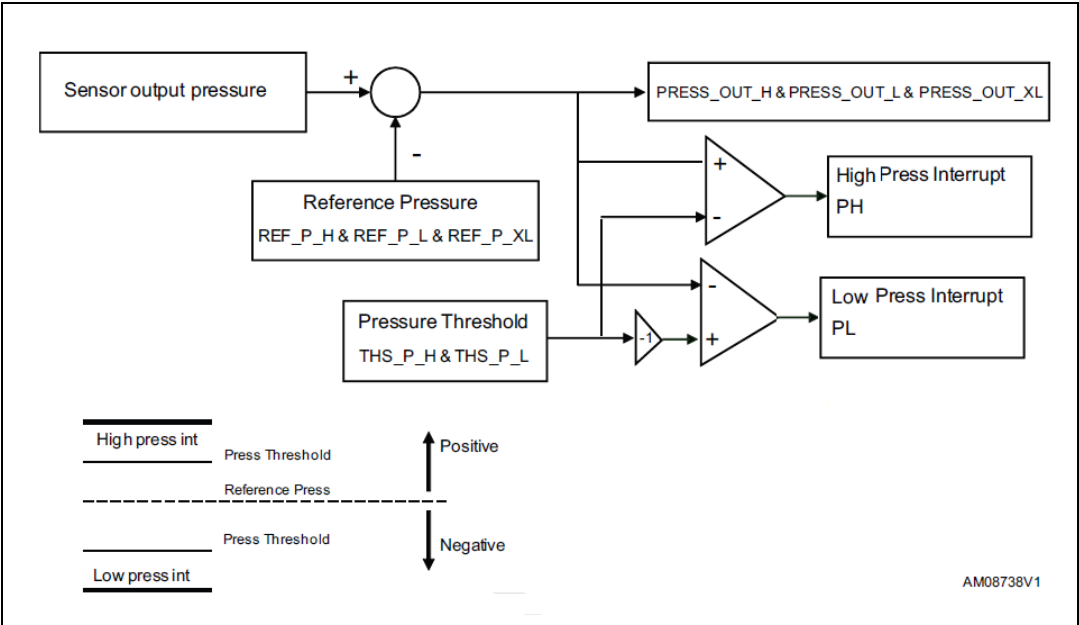 Sensor output pressure
+
PRESS_OUT_H & PRESS_OUT_L & PRESS_OUT_XL
-
Reference Pressure
REF_P_H & REF_P_L & REF_P_XL
+
-
High Press Interrupt
PH
Pressure Threshold
THS_P_H & THS_P_L
-1
-
+
Low Press Interrupt
PL
High press int
Press Threshold
Reference Press
Press Threshold
Low press int
Positive
Negative
AM08738V1